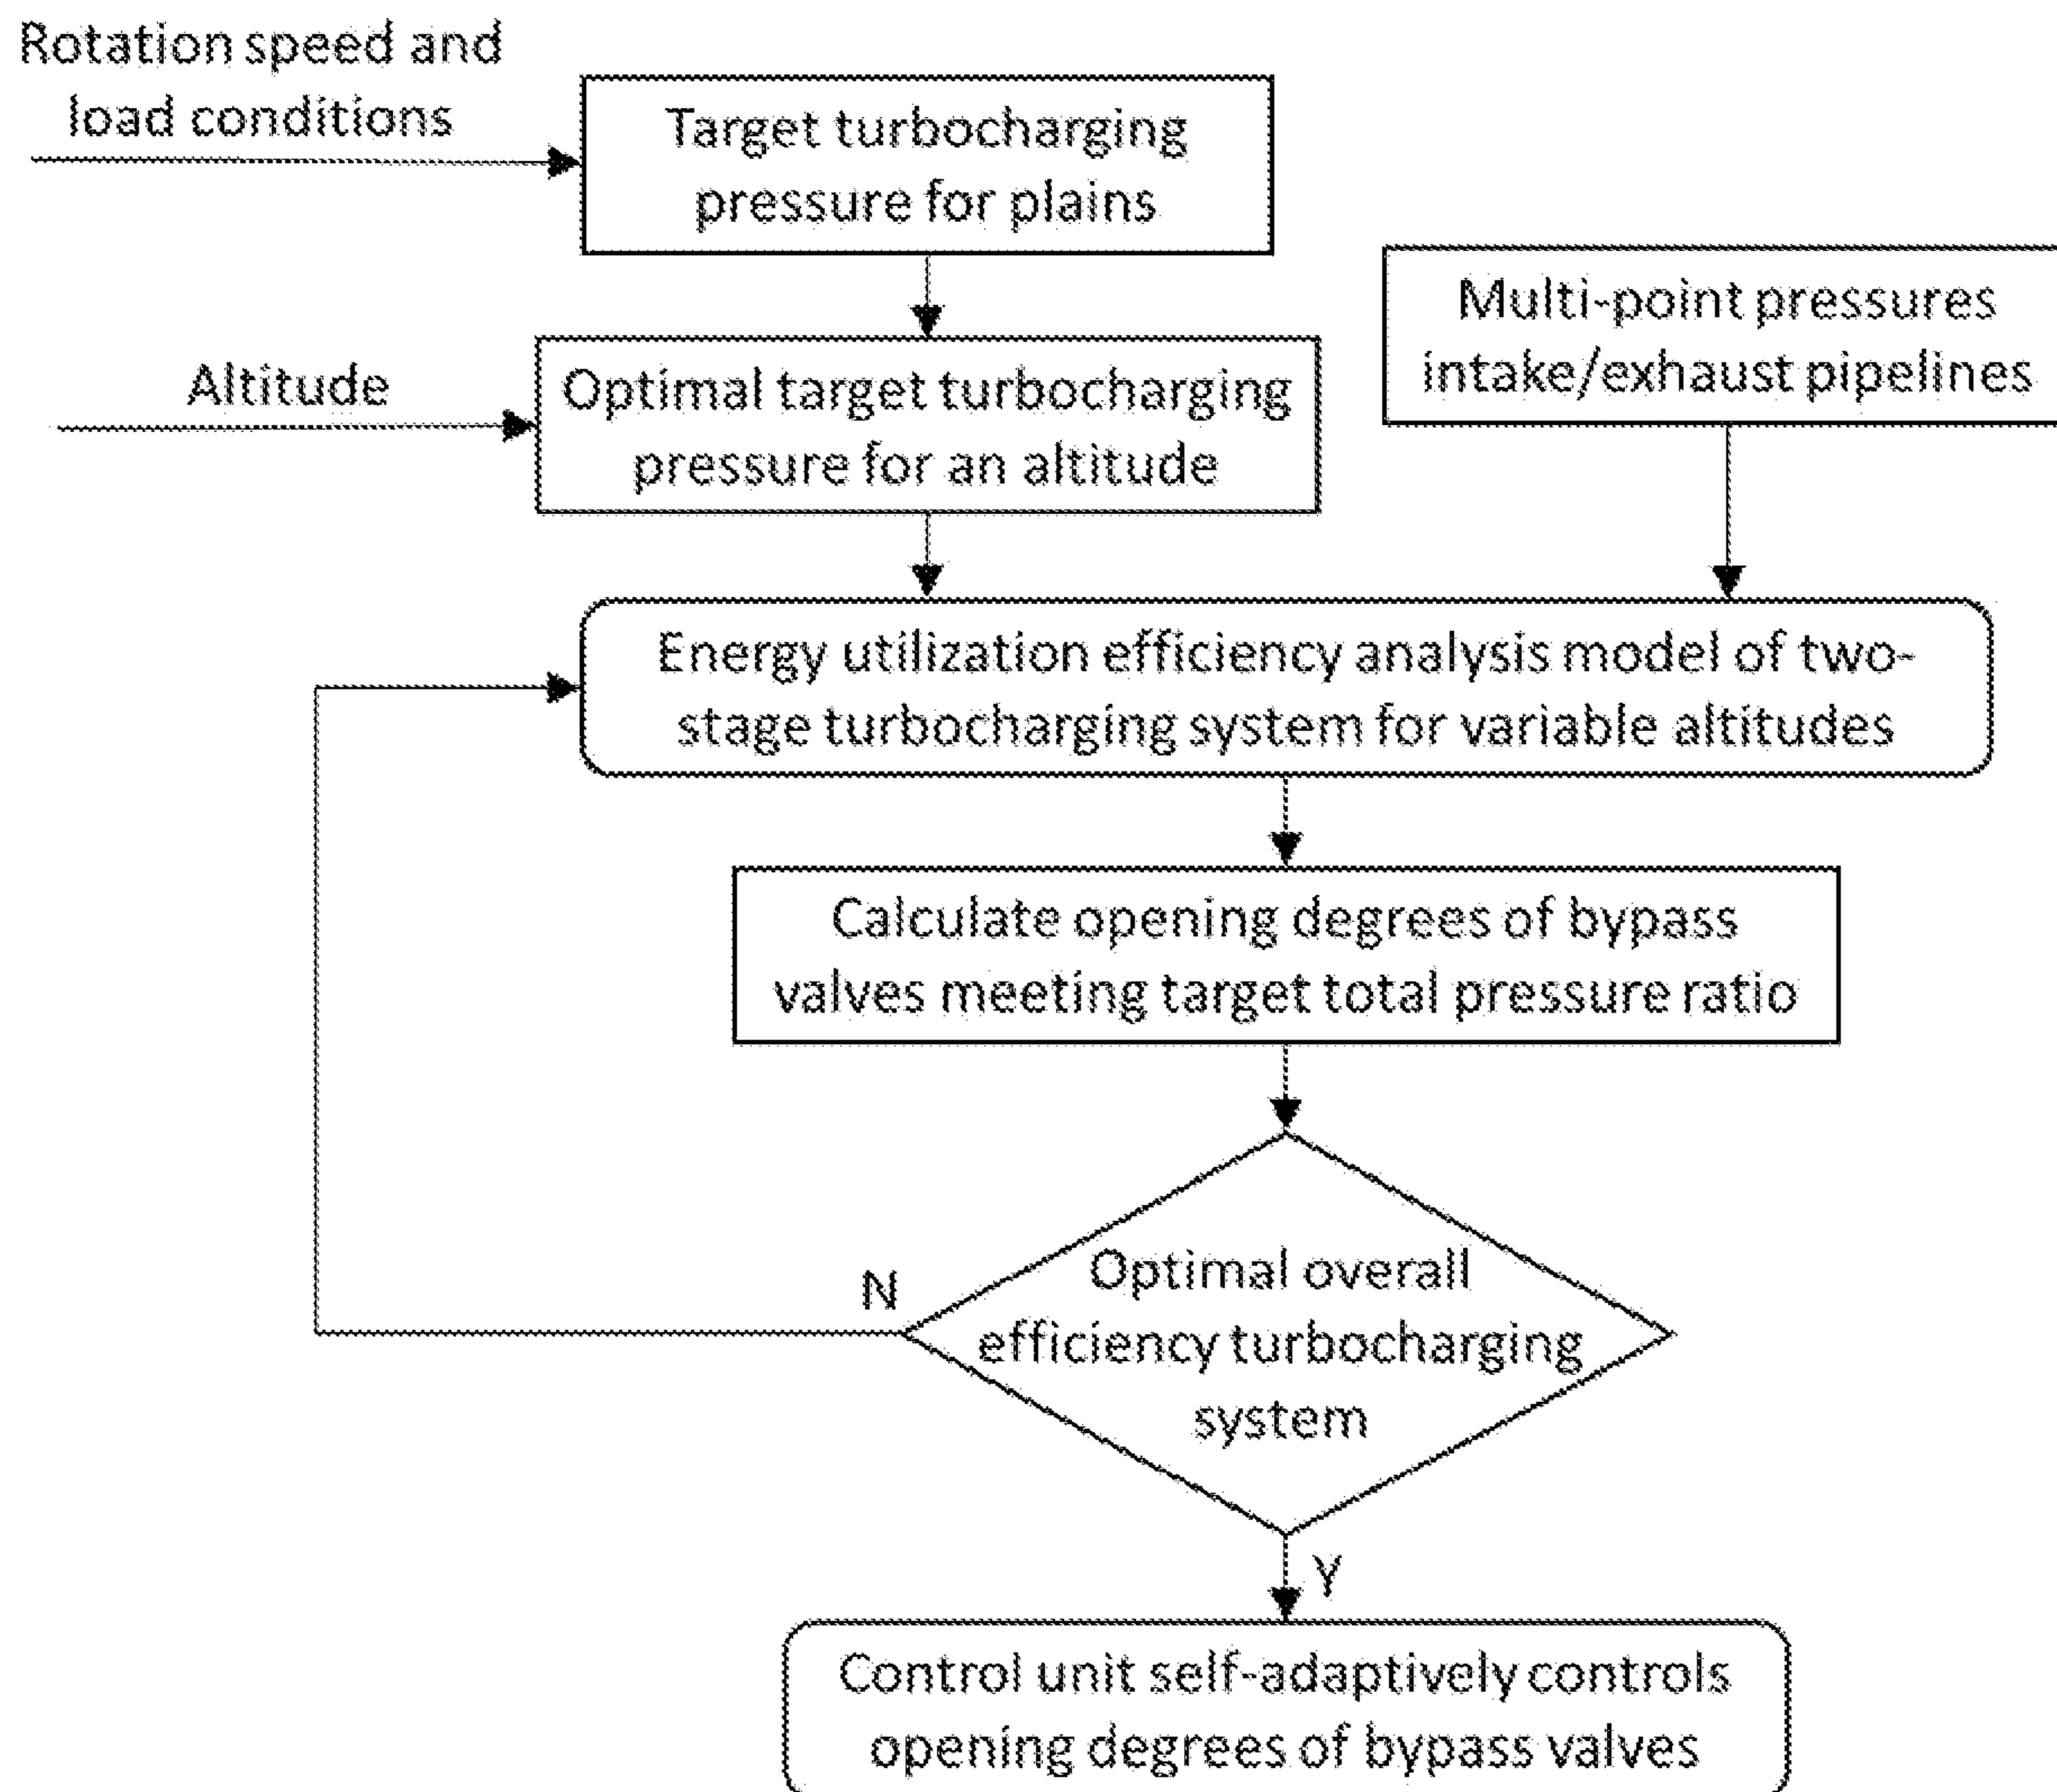 Rotation speed and
load conditions
Target turbocharging
pressure for plains
Multi-point pressures
intake/exhaust pipelines
Altitude
Optimal target turbocharging
pressure for an altitude
Energy utilization efficiency analysis model of two-
stage turbocharging system for variable altitudes
Calculate opening degrees of bypass
valves meeting target total pressure ratio
N
Optimal overall
efficiency turbocharging
system
Y
Control unit self-adaptively controls
opening degrees of bypass valves